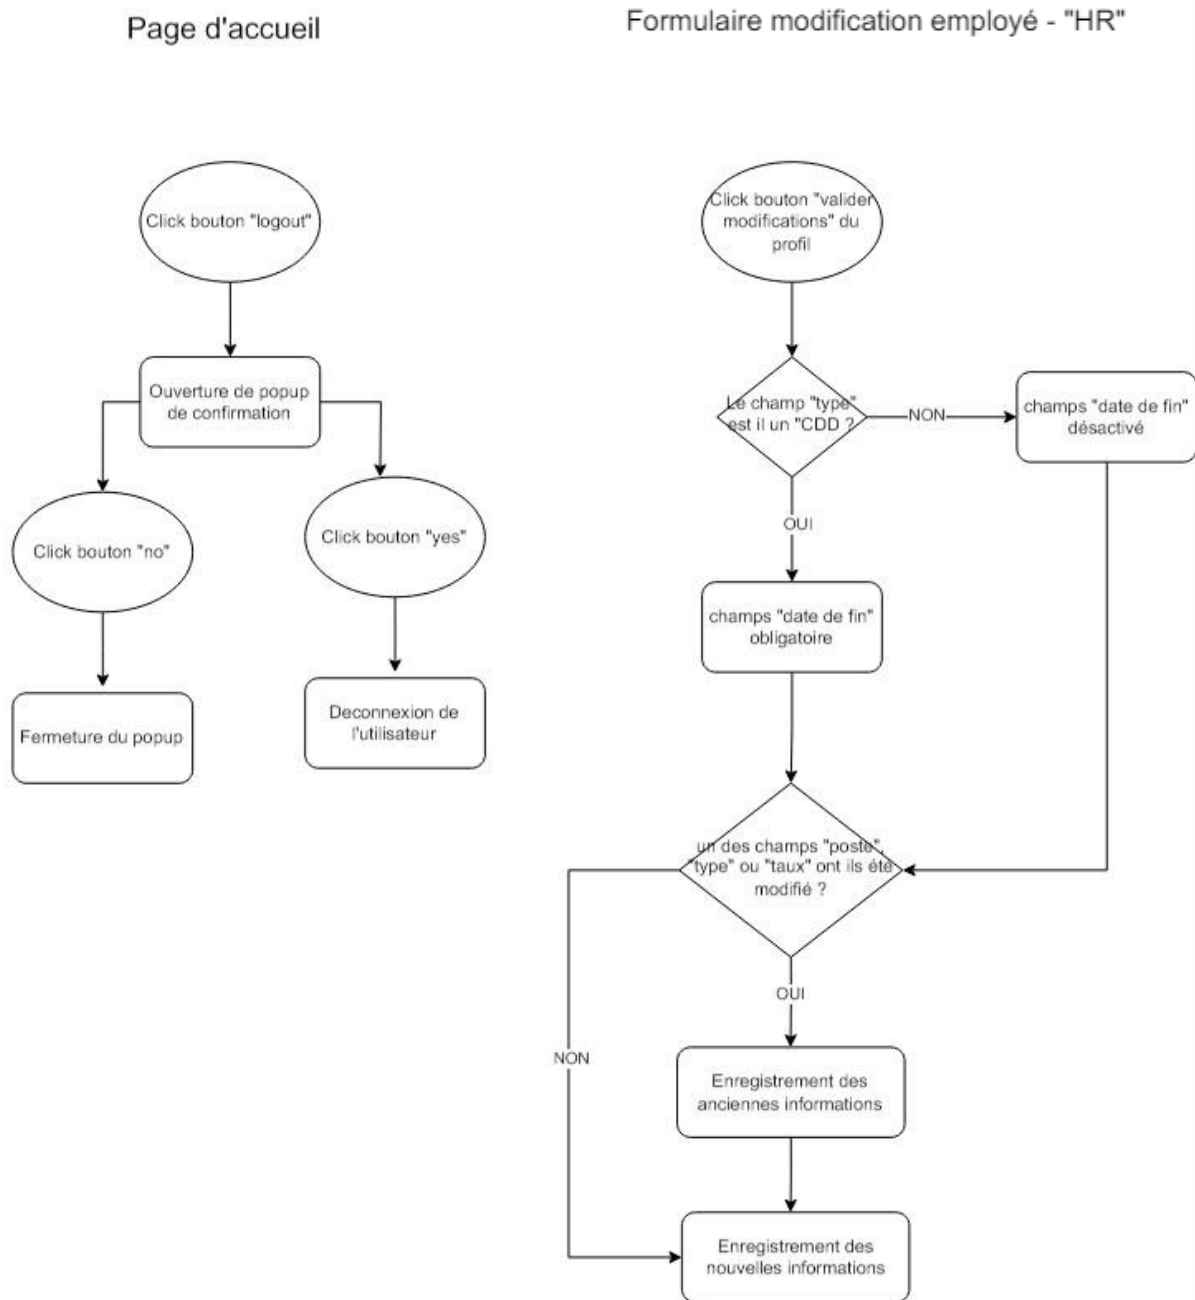 Page d'accueil
Formulaire modification employé - "HR"
Click bouton "logout"
Ouverture de popup
de confirmation
Click bouton "no"
Click bouton "yes"
Fermeture du popup
Deconnexion de
l'utilisateur
Click bouton "valider
modifications" du
profil
Le champ "type"
est il un "CDD ?
NON
champs "date de fin"
désactivé
OUI
champs "date de fin"
obligatoire
un des champs "poste",
"type" ou "taux" ont ils été
modifié ?
OUI
NON
Enregistrement des
anciennes informations
Enregistrement des
nouvelles informations